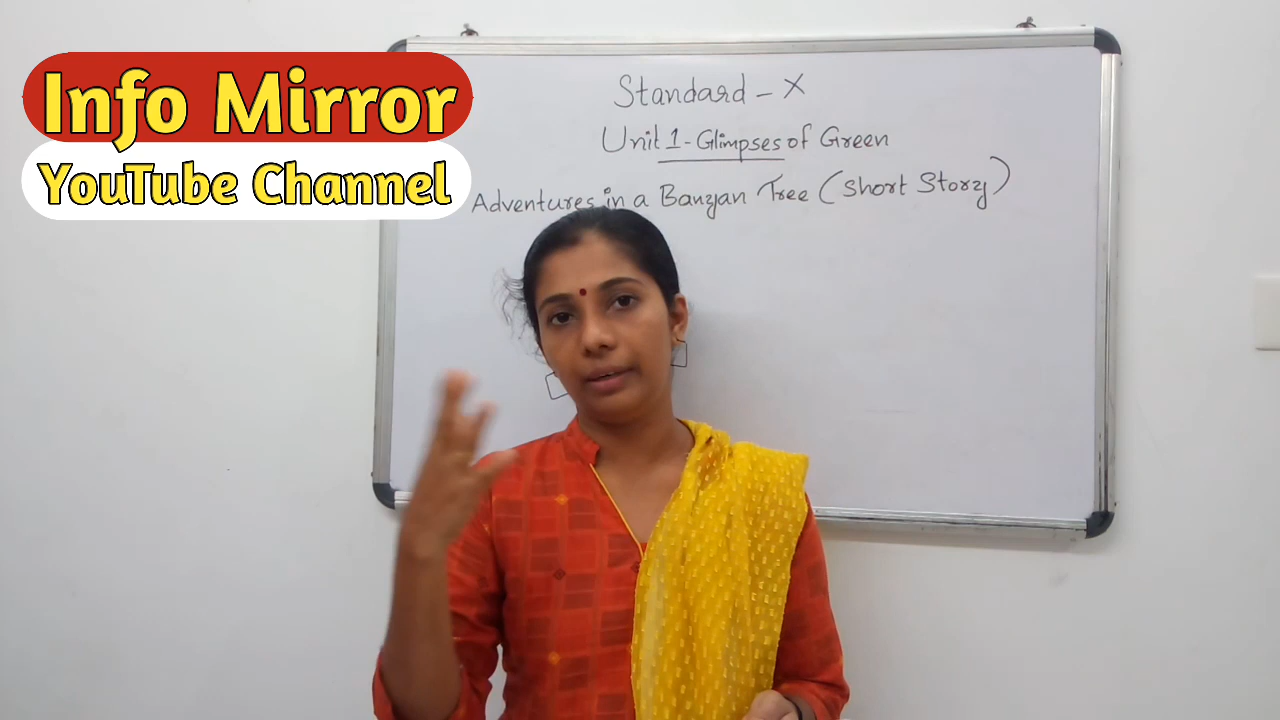 Info Mirror
YouTube Channel
Standard - X
Unit 1 - Glimpses of Green
Adventures in a Banyan Tree (Short Story)